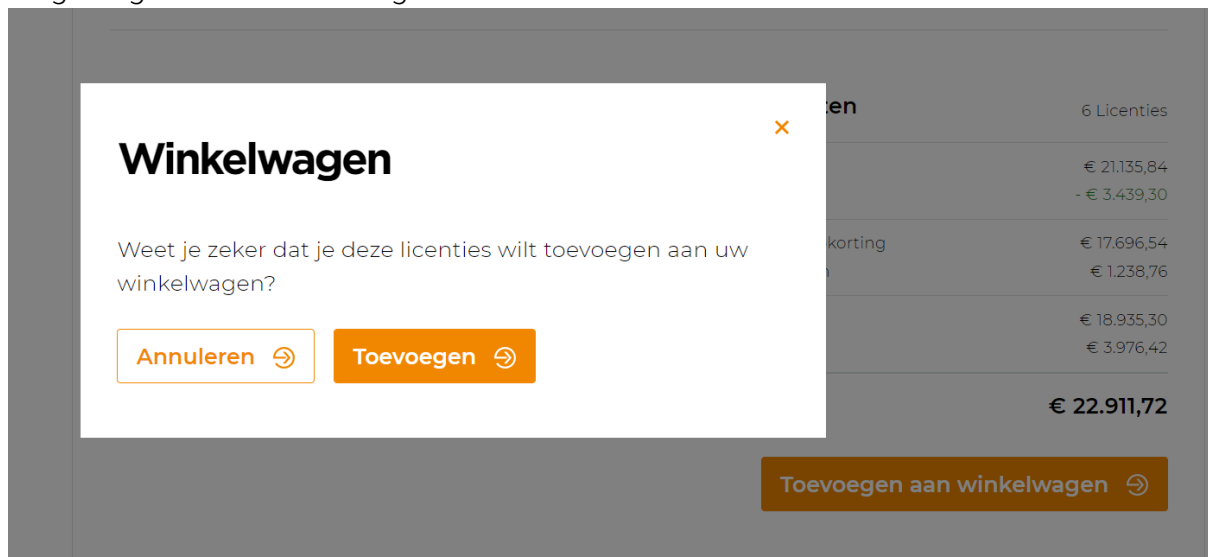 6 Licenties
Winkelwagen
€ 21.135,84
- € 3.439,30
Weet je zeker dat je deze licenties wilt toevoegen aan uw
winkelwagen?
€ 17.696,54
€ 1.238,76
€ 18.935,30
€ 3.976,42
Annuleren
Toevoegen
€ 22.911,72
Toevoegen aan winkelwagen